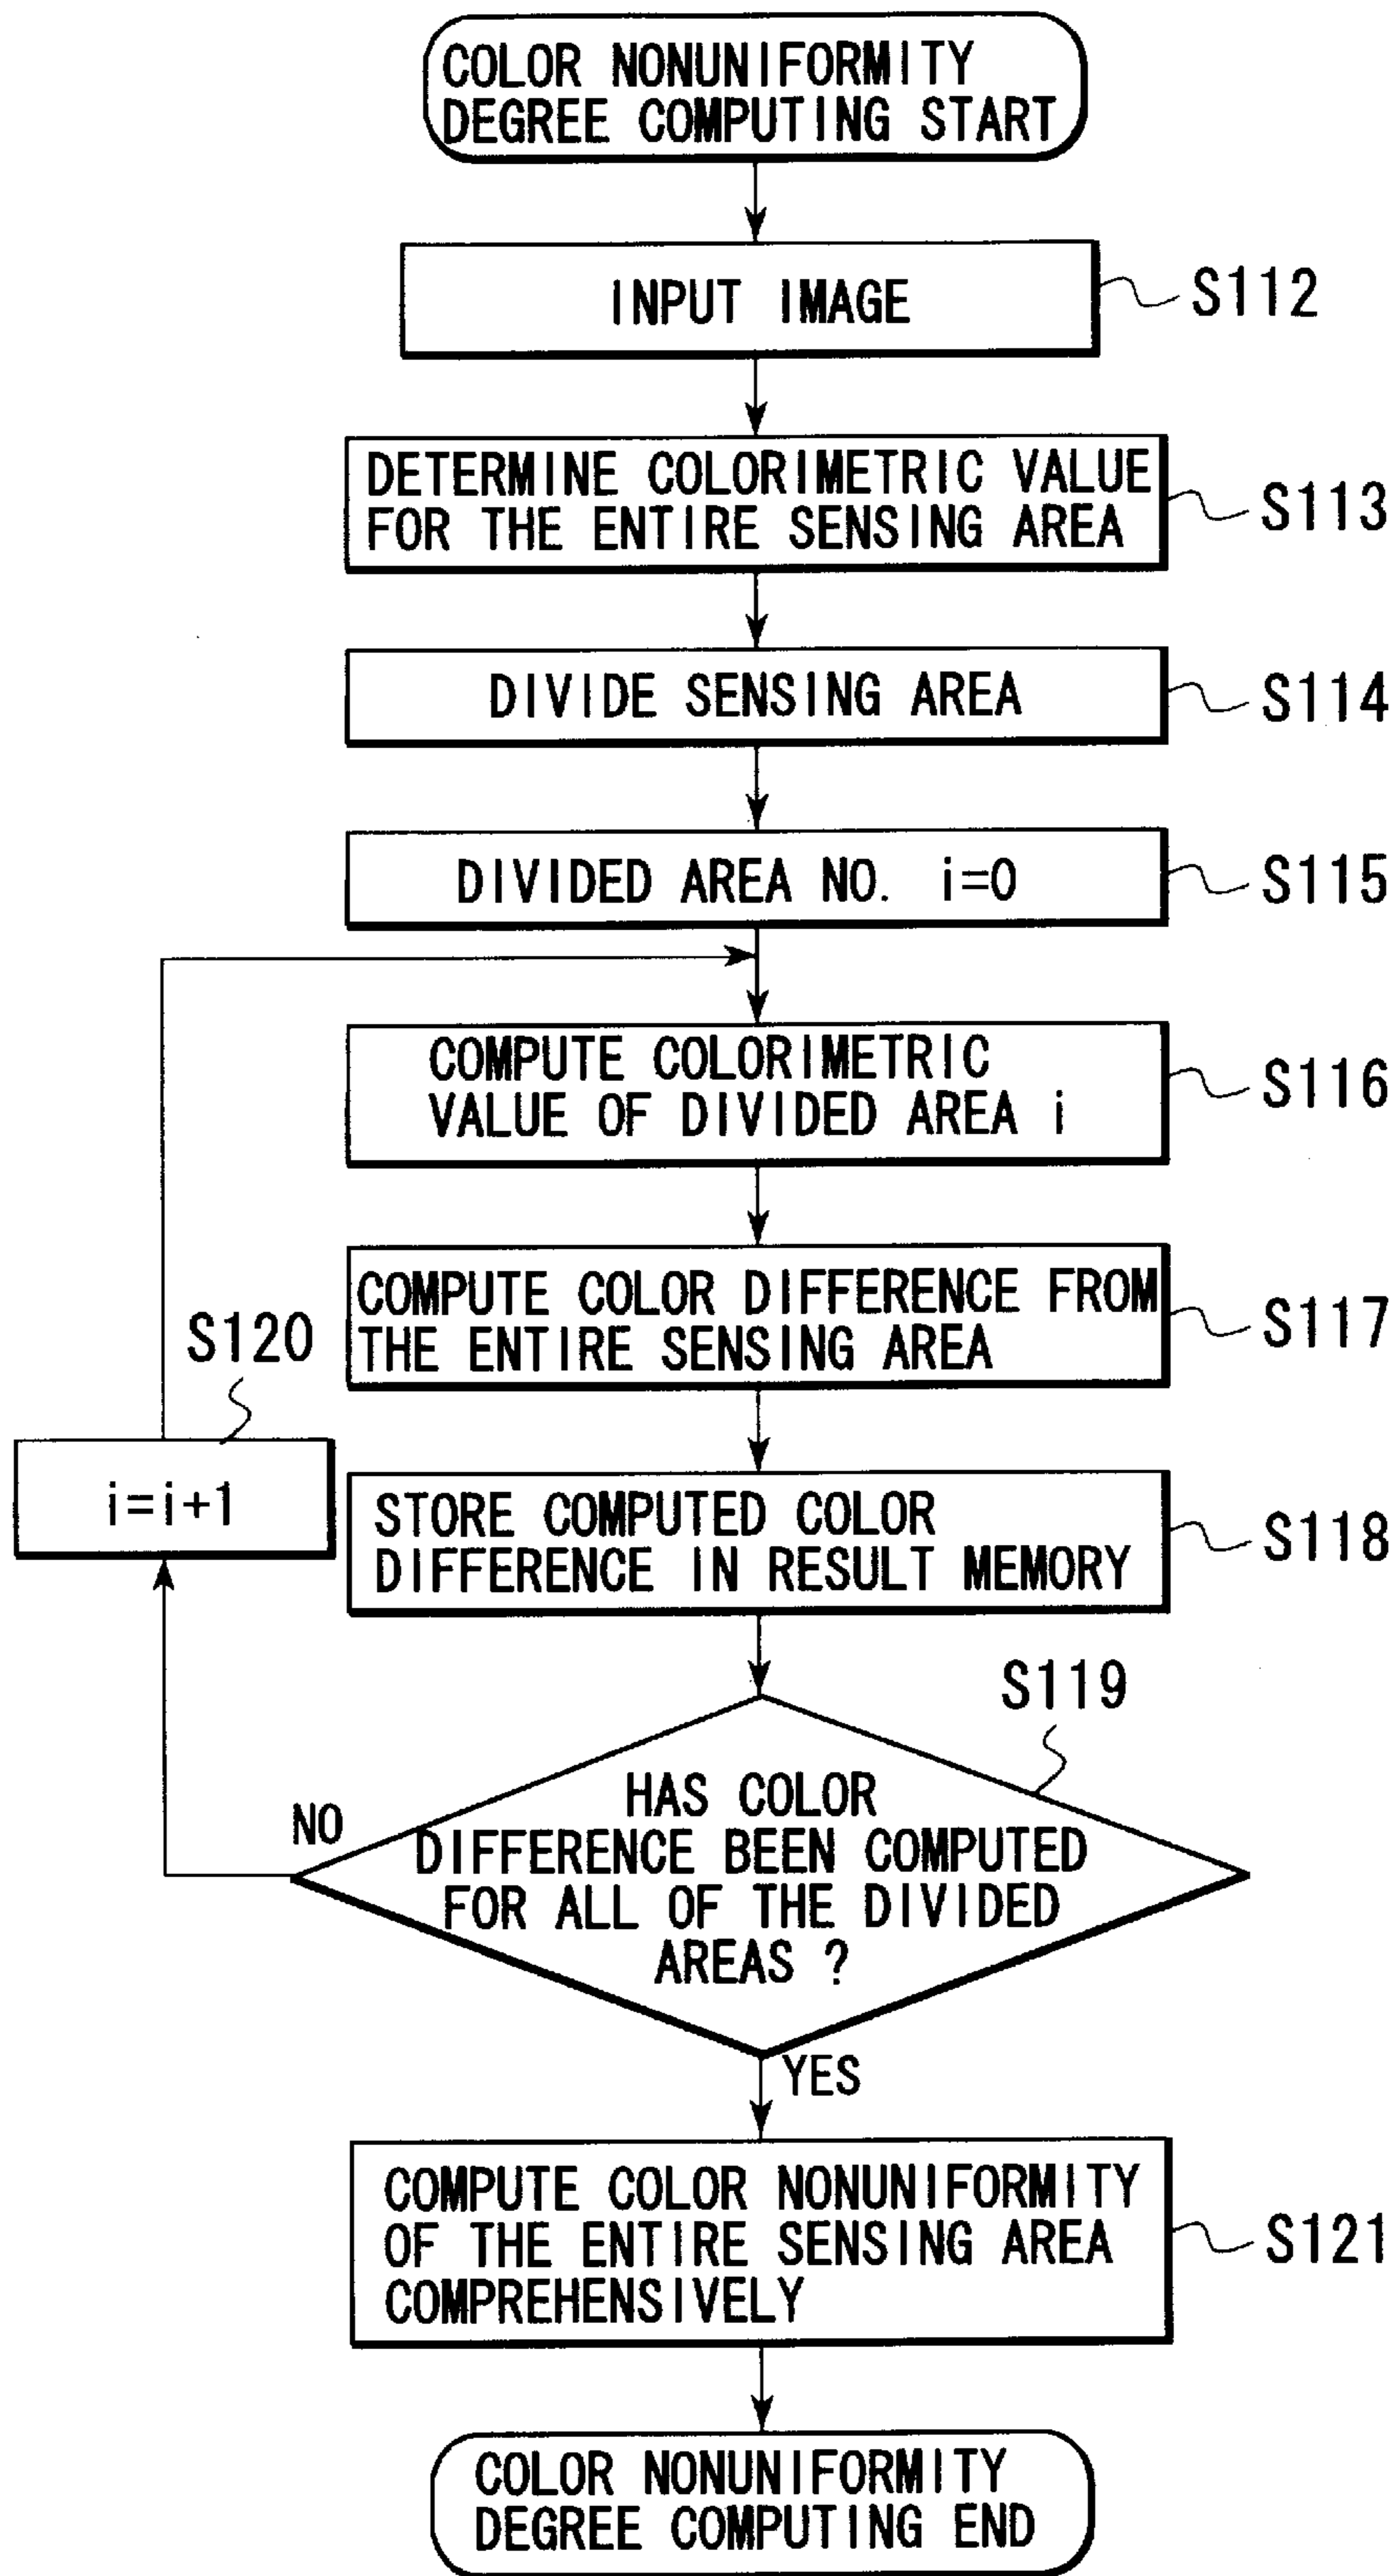 COLOR NONUNIFORMITY
DEGREE COMPUTING START
INPUT IMAGE
S112
DETERMINE COLORIMETRIC VALUE
FOR THE ENTIRE SENSING AREA
S113
DIVIDE SENSING AREA
S114
DIVIDED AREA NO. i=0
S115
COMPUTE COLORIMETRIC
VALUE OF DIVIDED AREA i
S116
COMPUTE COLOR DIFFERENCE FROM
THE ENTIRE SENSING AREA
S117
S120
i=i+1
STORE COMPUTED COLOR
DIFFERENCE IN RESULT MEMORY
S118
S119
HAS COLOR
DIFFERENCE BEEN COMPUTED
FOR ALL OF THE DIVIDED
AREAS ?
NO
YES
COMPUTE COLOR NONUNIFORMITY
OF THE ENTIRE SENSING AREA
COMPREHENSIVELY
S121
COLOR NONUNIFORMITY
DEGREE COMPUTING END